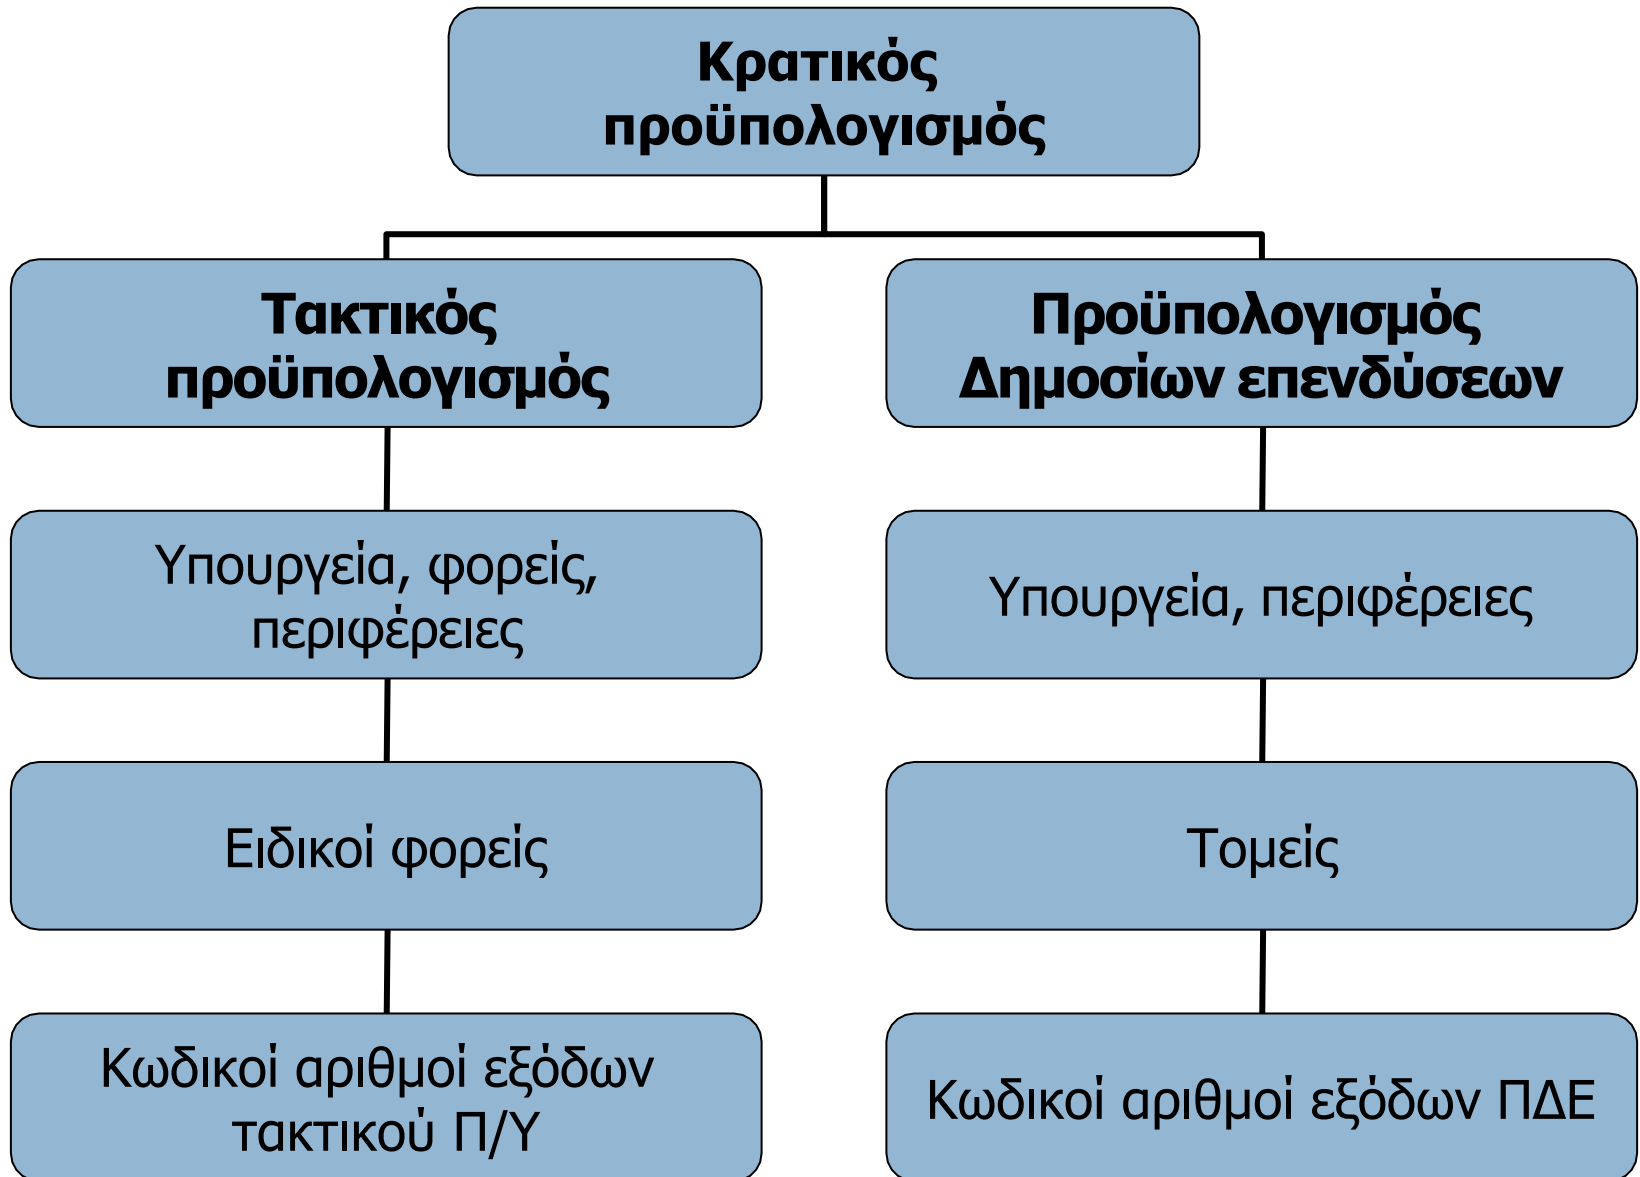 Κρατικός
προϋπολογισμός
Τακτικός
προϋπολογισμός
Προϋπολογισμός
Δημοσίων επενδύσεων
Υπουργεία, φορείς,
περιφέρειες
Υπουργεία, περιφέρειες
Ειδικοί φορείς
Τομείς
Κωδικοί αριθμοί εξόδων
τακτικού Π/Υ
Κωδικοί αριθμοί εξόδων ΠΔΕ